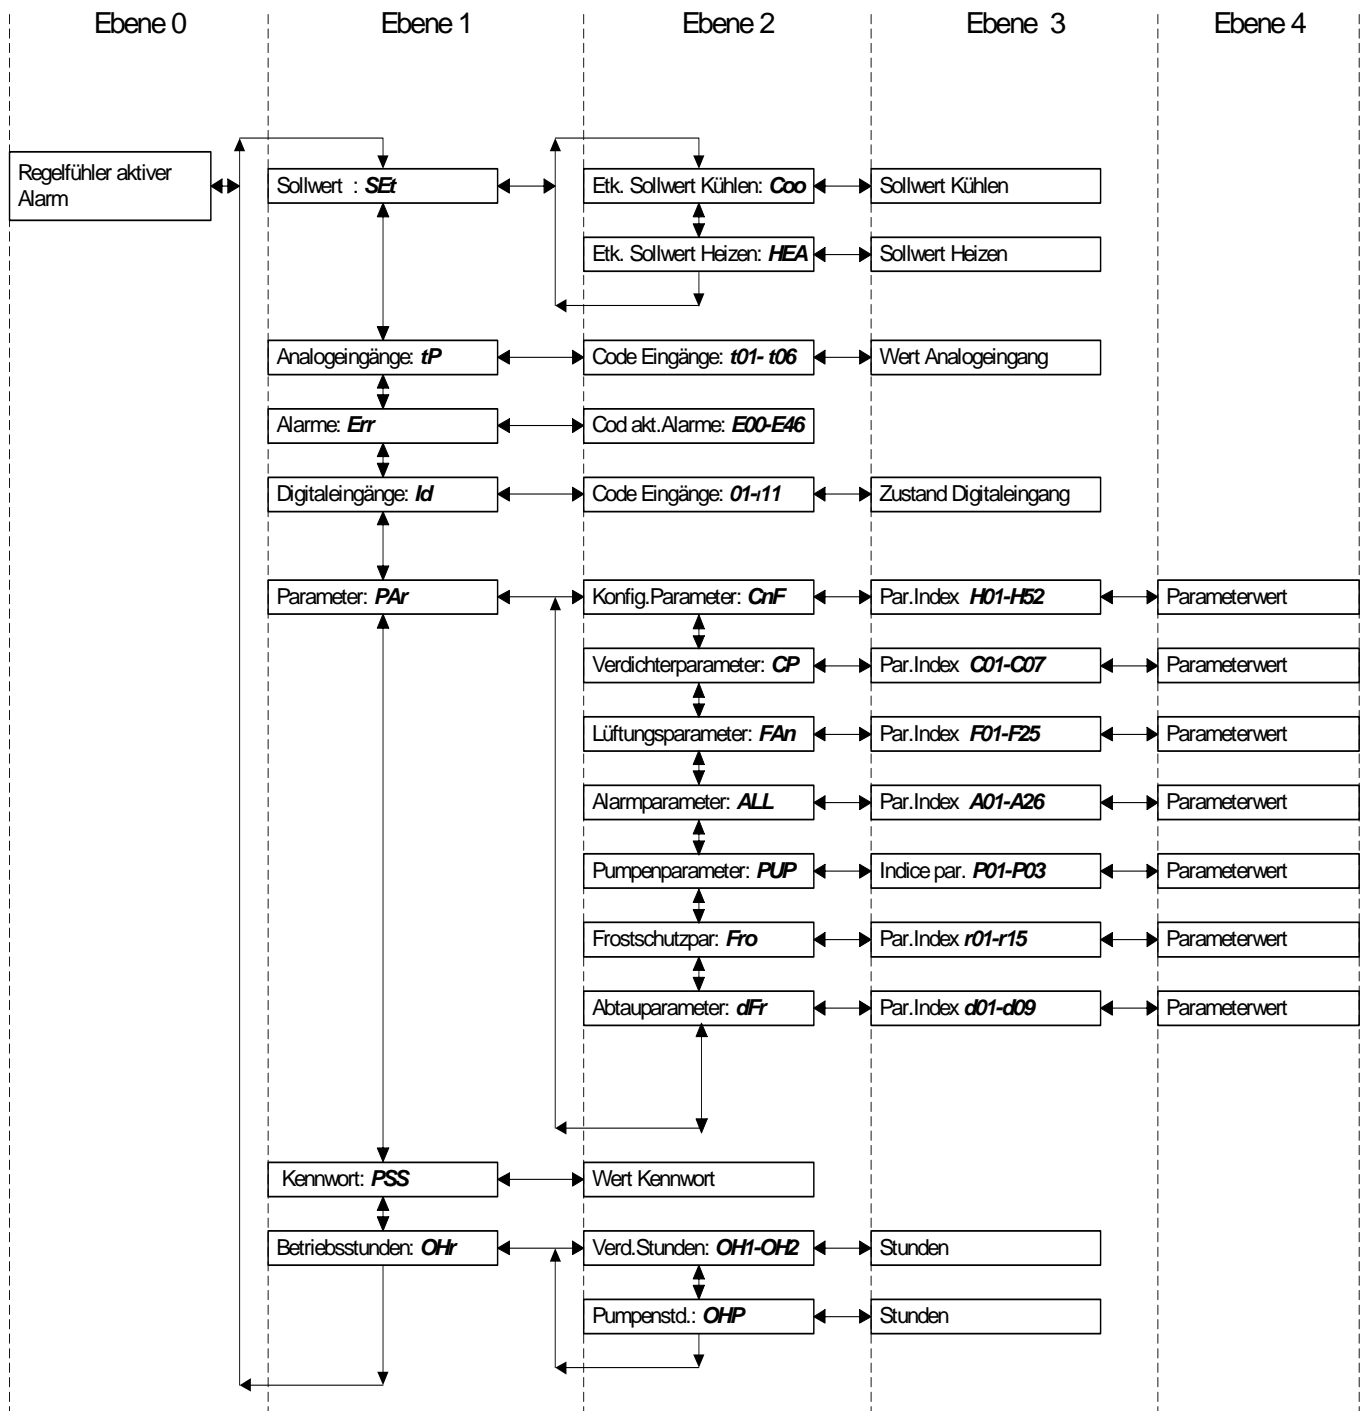 Ebene 0 Ebene 1 Ebene 2 Ebene 3 Ebene 4
Regelfühler aktiver
Alarm
Sollwert : SEt Etk. Sollwert Kühlen: Coo Sollwert Kühlen
Etk. Sollwert Heizen: HEA Sollwert Heizen
Analogeingänge: tP Code Eingänge: t01- t06 Wert Analogeingang
Alarme: Err Cod akt.Alarme: E00-E46
Digitaleingänge: Id Code Eingänge: 01-ı11 Zustand Digitaleingang
Parameter: PAr Konfig.Parameter: CnF Par.Index H01-H52 Parameterwert
Verdichterparameter: CP Par.Index C01-C07 Parameterwert
Lüftungsparameter: FAn Par.Index F01-F25 Parameterwert
Alarmparameter: ALL Par.Index A01-A26 Parameterwert
Pumpenparameter: PUP Indice par. P01-P03 Parameterwert
Frostschutzpar: Fro Par.Index r01-r15 Parameterwert
Abtauparameter: dFr Par.Index d01-d09 Parameterwert
Kennwort: PSS Wert Kennwort
Betriebsstunden: OHr Verd.Stunden: OH1-OH2 Stunden
Pumpenstd.: OHP Stunden